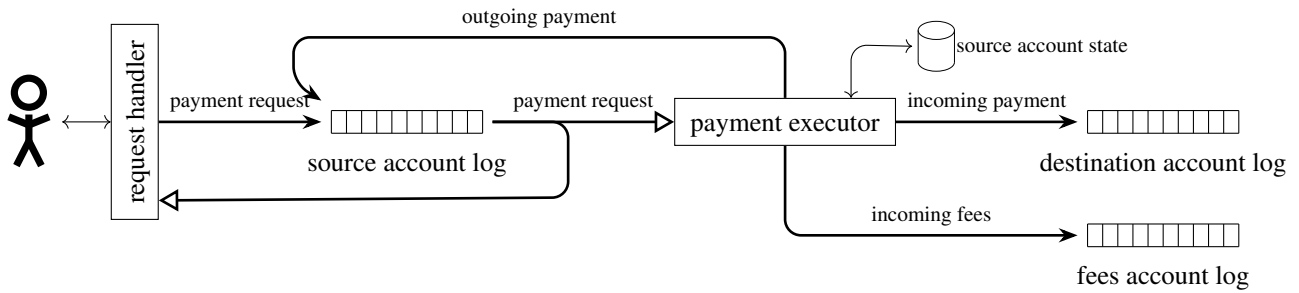 outgoing payment
source account state
request handler
payment request
payment request
payment executor
incoming payment
source account log
destination account log
incoming fees
fees account log